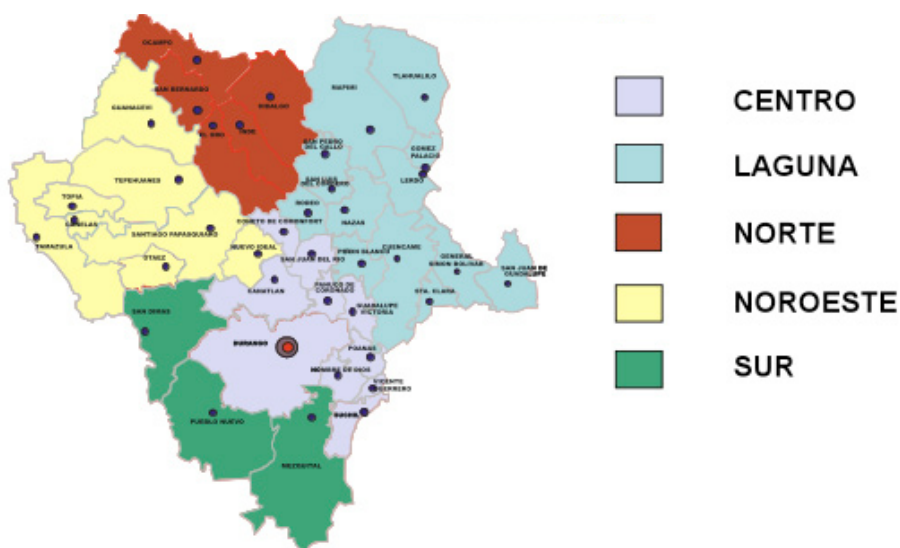 OCAMPO
SAN BERNARDO
HIDALGO
EL ORO
INDE
GUANACEVI
MAPIMI
TLAHUALILO
SAN PEDRO
DEL GALLO
GOMEZ
PALACIO
LERDO
SAN LUIS
DEL CORDERO
TEPEHUANES
TOPIA
CANELAS
RODEO
NAZAS
TAMAZULA
SANTIAGO PAPASQUIARO
CONETO DE COMONFORT
NUEVO IDEAL
SAN JUAN DEL RIO
PEÑON BLANCO
CUENCAME
GENERAL
SIMON BOLIVAR
SAN JUAN DE
GUADALUPE
OTAEZ
CANATLAN
PANUCO DE
CORONADO
STA. CLARA
GUADALUPE
VICTORIA
SAN DIMAS
DURANGO
POANAS
NOMBRE DE DIOS
VICENTE
GUERRERO
SUCHIL
PUEBLO NUEVO
MEZQUITAL
CENTRO
LAGUNA
NORTE
NOROESTE
SUR